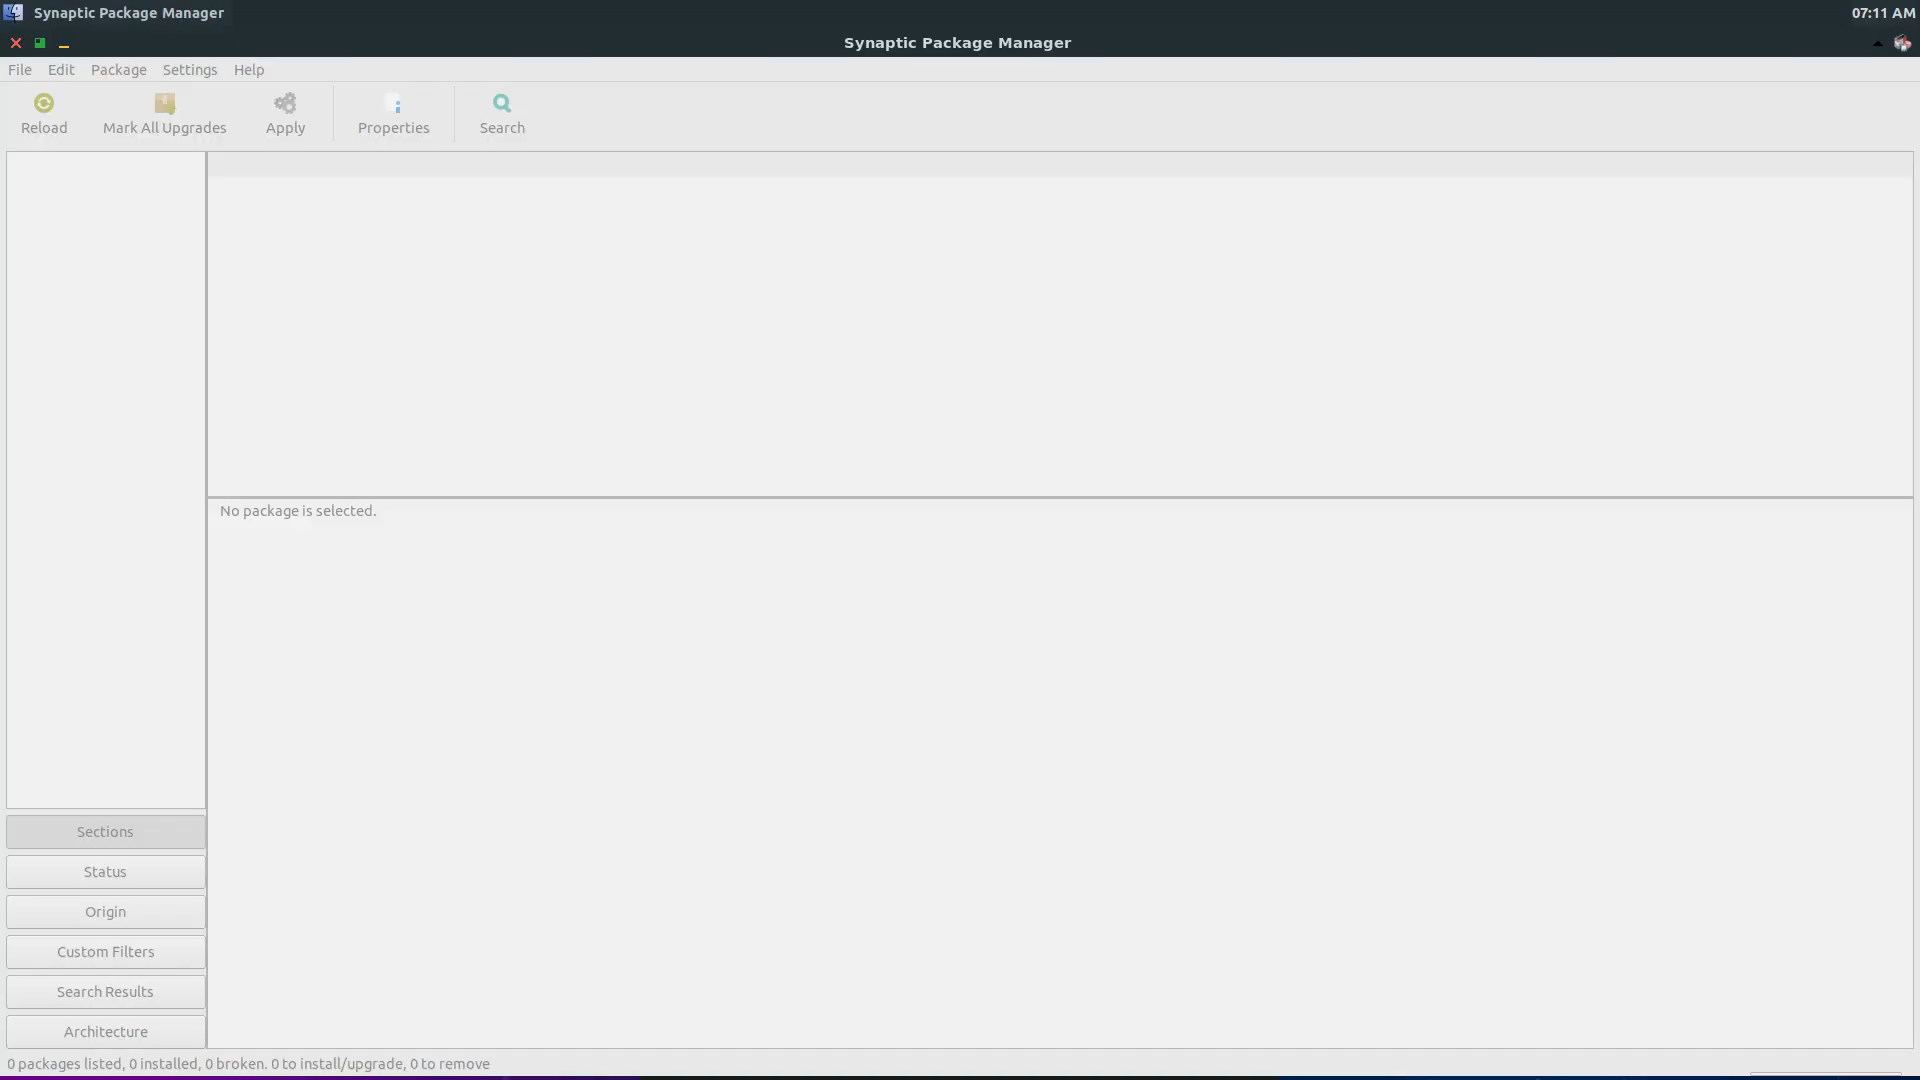 Synaptic Package Manager
07:11 AM
Synaptic Package Manager
File Edit Package Settings Help
Reload Mark All Upgrades Apply Properties Search
No package is selected.
Sections
Status
Origin
Custom Filters
Search Results
Architecture
0 packages listed, 0 installed, 0 broken. 0 to install/upgrade, 0 to remove